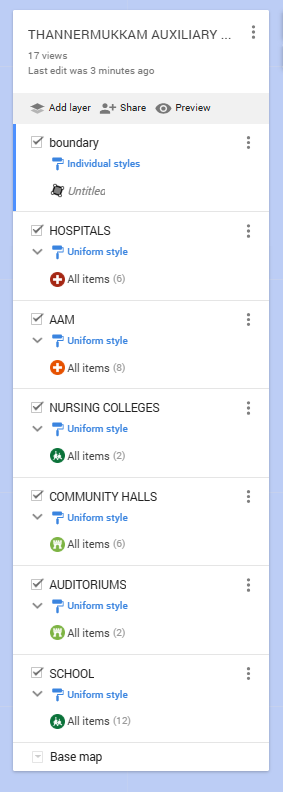 THANNERMUKKAM AUXILIARY ...
17 views
Last edit was 3 minutes ago
Add layer Share Preview
boundary
Individual styles
Untitled
HOSPITALS
Uniform style
All items (6)
AAM
Uniform style
All items (8)
NURSING COLLEGES
Uniform style
All items (2)
COMMUNITY HALLS
Uniform style
All items (6)
AUDITORIUMS
Uniform style
All items (2)
SCHOOL
Uniform style
All items (12)
Base map